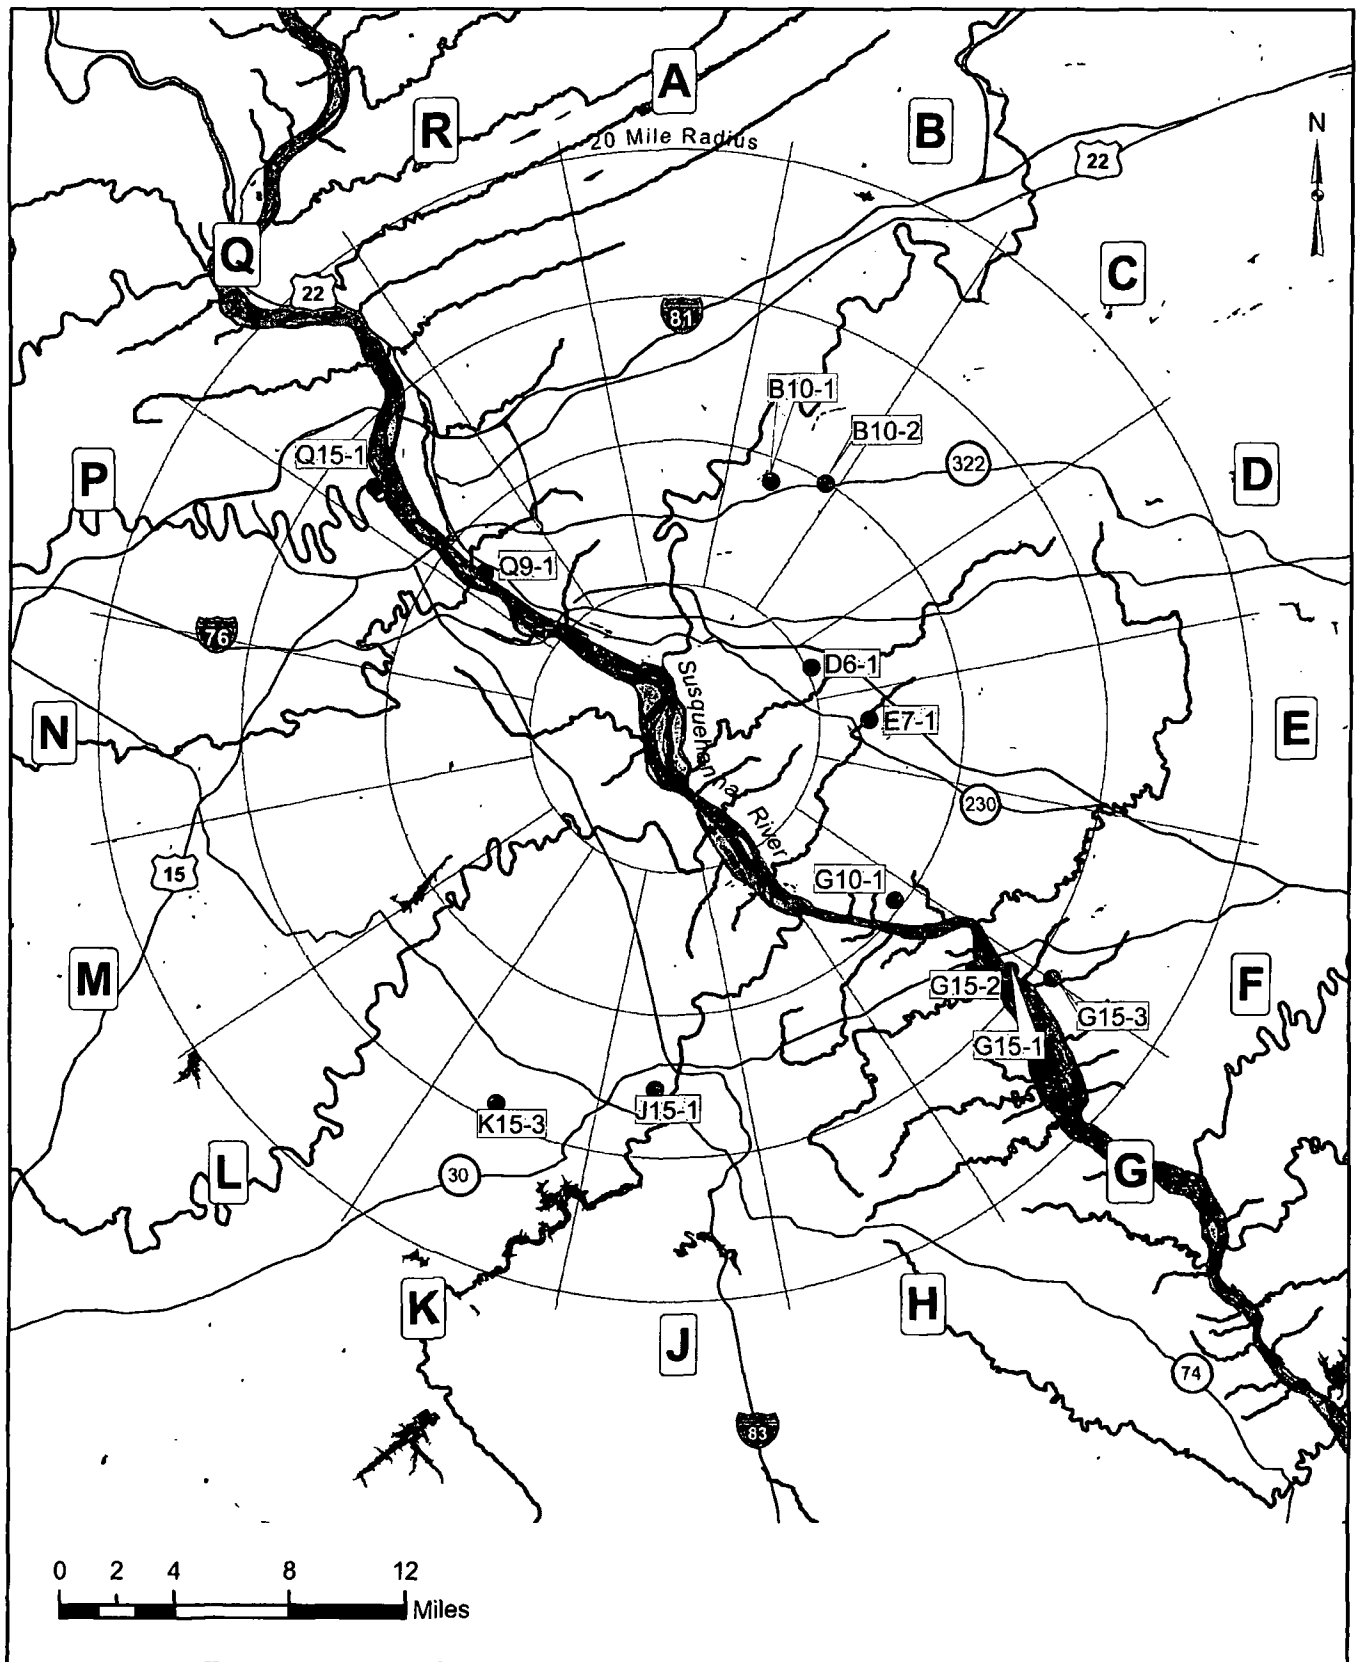 A
R
B
20 Mile Radius
N
22
Q
C
22
81
B10-1
B10-2
Q15-1
322
P
D
Q9-1
76
D6-1
Susquehanna River
N
E7-1
E
230
15
G10-1
M
F
G15-2
G15-3
G15-1
J15-1
K15-3
L
30
G
K
H
J
74
83
0 2 4 8 12
Miles